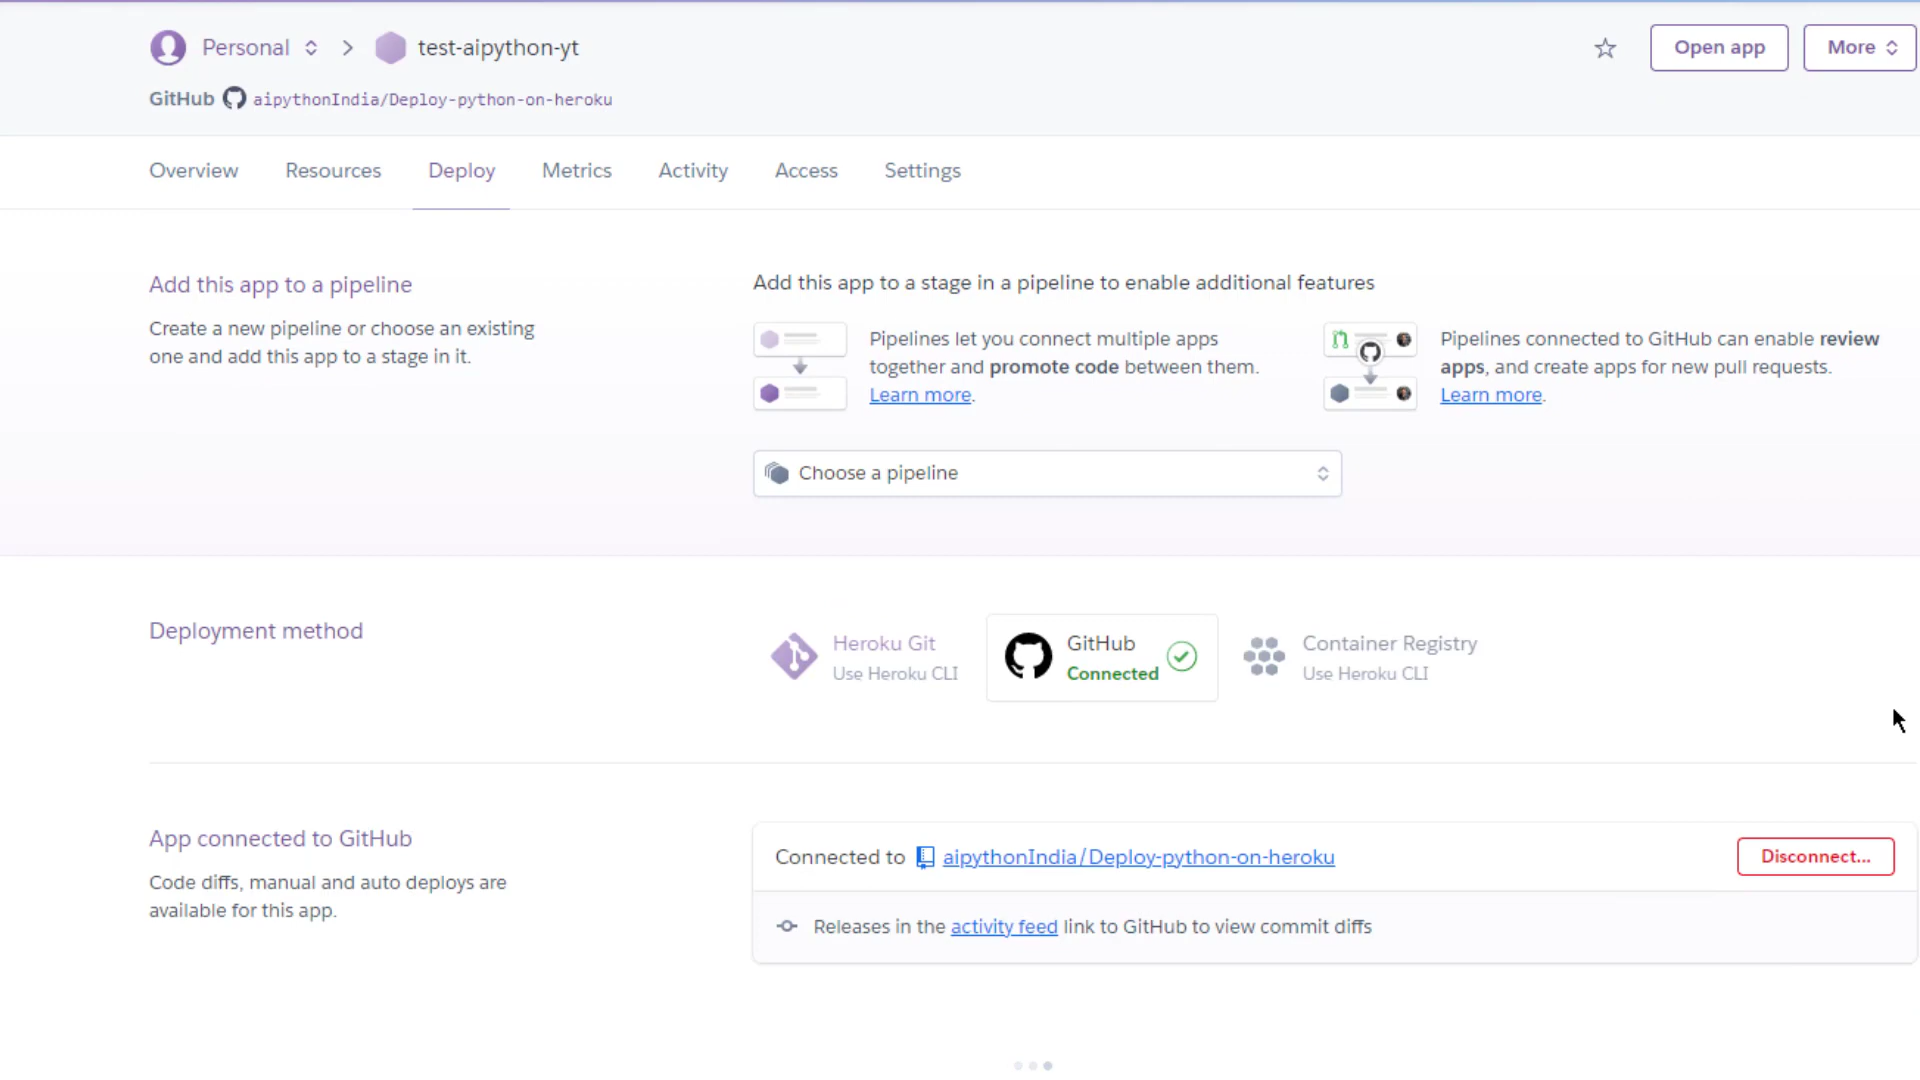 Personal > test-aipython-yt
Open app
More
GitHub aipythonIndia/Deploy-python-on-heroku
Overview
Resources
Deploy
Metrics
Activity
Access
Settings
Add this app to a pipeline
Create a new pipeline or choose an existing
one and add this app to a stage in it.
Add this app to a stage in a pipeline to enable additional features
Pipelines let you connect multiple apps
together and promote code between them.
Learn more.
Pipelines connected to GitHub can enable review
apps, and create apps for new pull requests.
Learn more.
Choose a pipeline
Deployment method
Heroku Git
Use Heroku CLI
GitHub
Connected
Container Registry
Use Heroku CLI
App connected to GitHub
Code diffs, manual and auto deploys are
available for this app.
Connected to aipythonIndia/Deploy-python-on-heroku
Disconnect...
Releases in the activity feed link to GitHub to view commit diffs